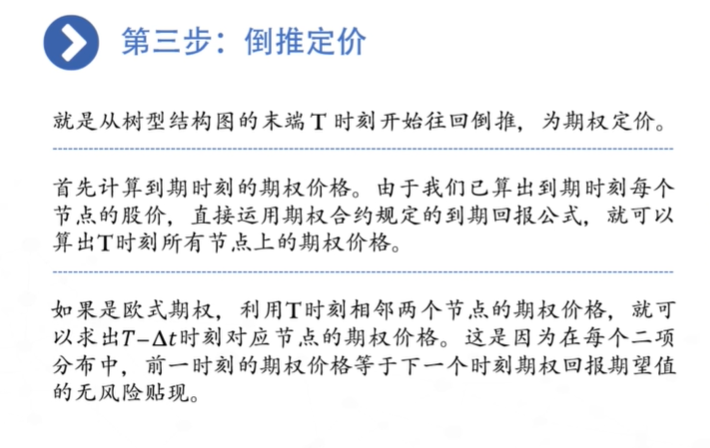 第三步：倒推定价
就是从树型结构图的末端T时刻开始往回倒推，为期权定价。
首先计算到期时刻的期权价格。由于我们已算出到期时刻每个
节点的股价，直接运用期权合约规定的到期回报公式，就可以
算出T时刻所有节点上的期权价格。
如果是欧式期权，利用T时刻相邻两个节点的期权价格，就可
以求出T-Δt时刻对应节点的期权价格。这是因为在每个二项
分布中，前一时刻的期权价格等于下一个时刻期权回报期望值
的无风险贴现。